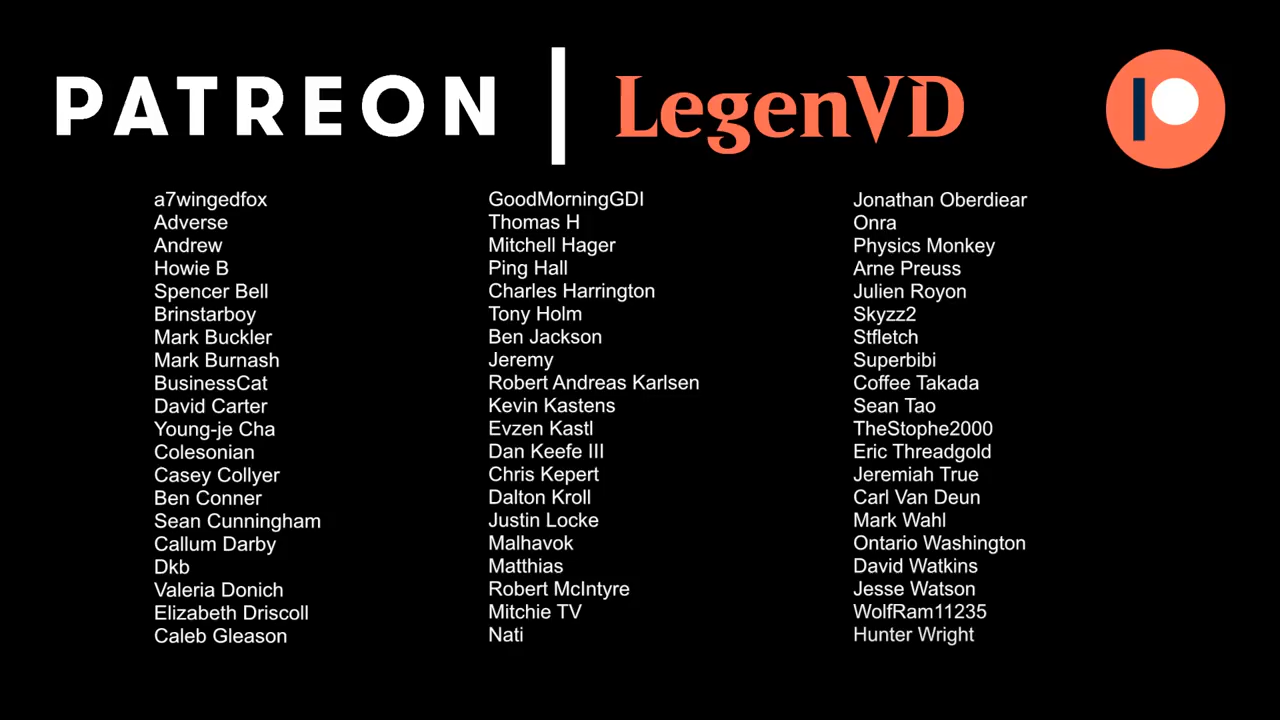 PATREON | LegenVD
a7wingedfox
Adverse
Andrew
Howie B
Spencer Bell
Brinstarboy
Mark Buckler
Mark Burnash
BusinessCat
David Carter
Young-je Cha
Colesonian
Casey Collyer
Ben Conner
Sean Cunningham
Callum Darby
Dkb
Valeria Donich
Elizabeth Driscoll
Caleb Gleason
GoodMorningGDI
Thomas H
Mitchell Hager
Ping Hall
Charles Harrington
Tony Holm
Ben Jackson
Jeremy
Robert Andreas Karlsen
Kevin Kastens
Evzen Kastl
Dan Keefe III
Chris Kepert
Dalton Kroll
Justin Locke
Malhavok
Matthias
Robert McIntyre
Mitchie TV
Nati
Jonathan Oberdiear
Onra
Physics Monkey
Arne Preuss
Julien Royon
Skyzz2
Stfletch
Superbibi
Coffee Takada
Sean Tao
TheStophe2000
Eric Threadgold
Jeremiah True
Carl Van Deun
Mark Wahl
Ontario Washington
David Watkins
Jesse Watson
WolfRam11235
Hunter Wright